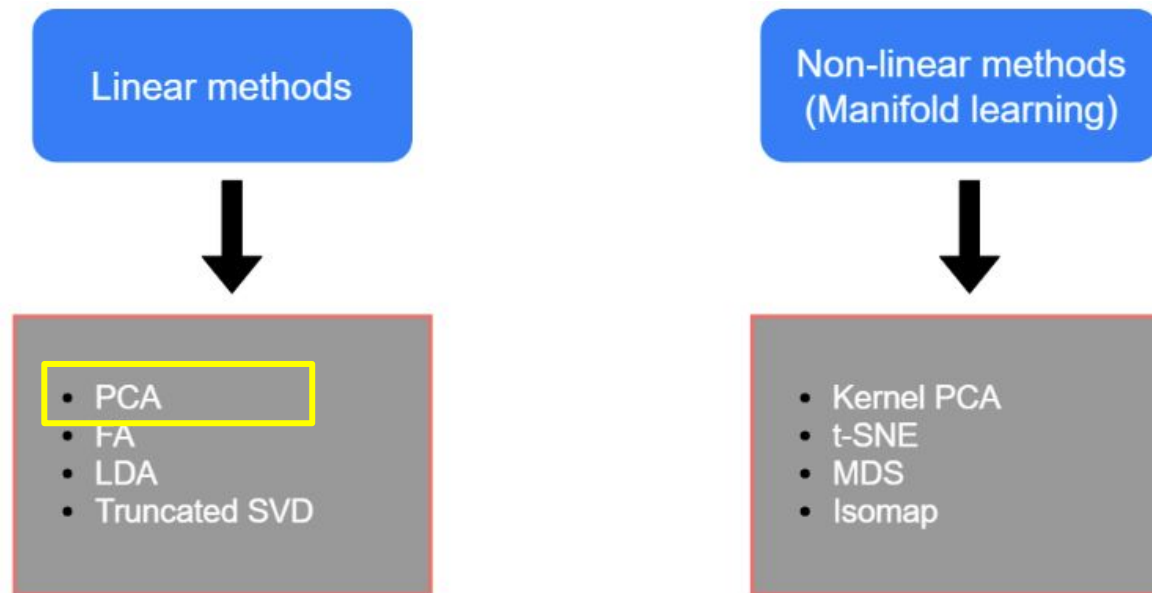 Linear methods
Non-linear methods
(Manifold learning)
• PCA
• FA
• LDA
• Truncated SVD
• Kernel PCA
• t-SNE
• MDS
• Isomap